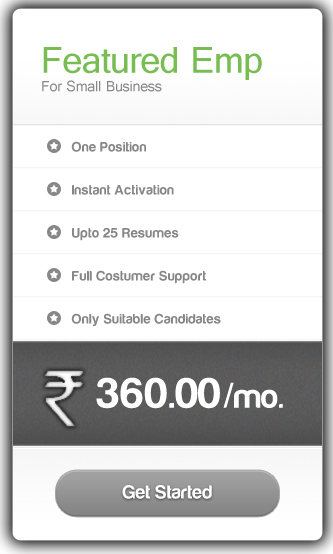 Featured Emp
For Small Business
One Position
Instant Activation
Upto 25 Resumes
Full Costumer Support
Only Suitable Candidates
₹ 360.00/mo.
Get Started